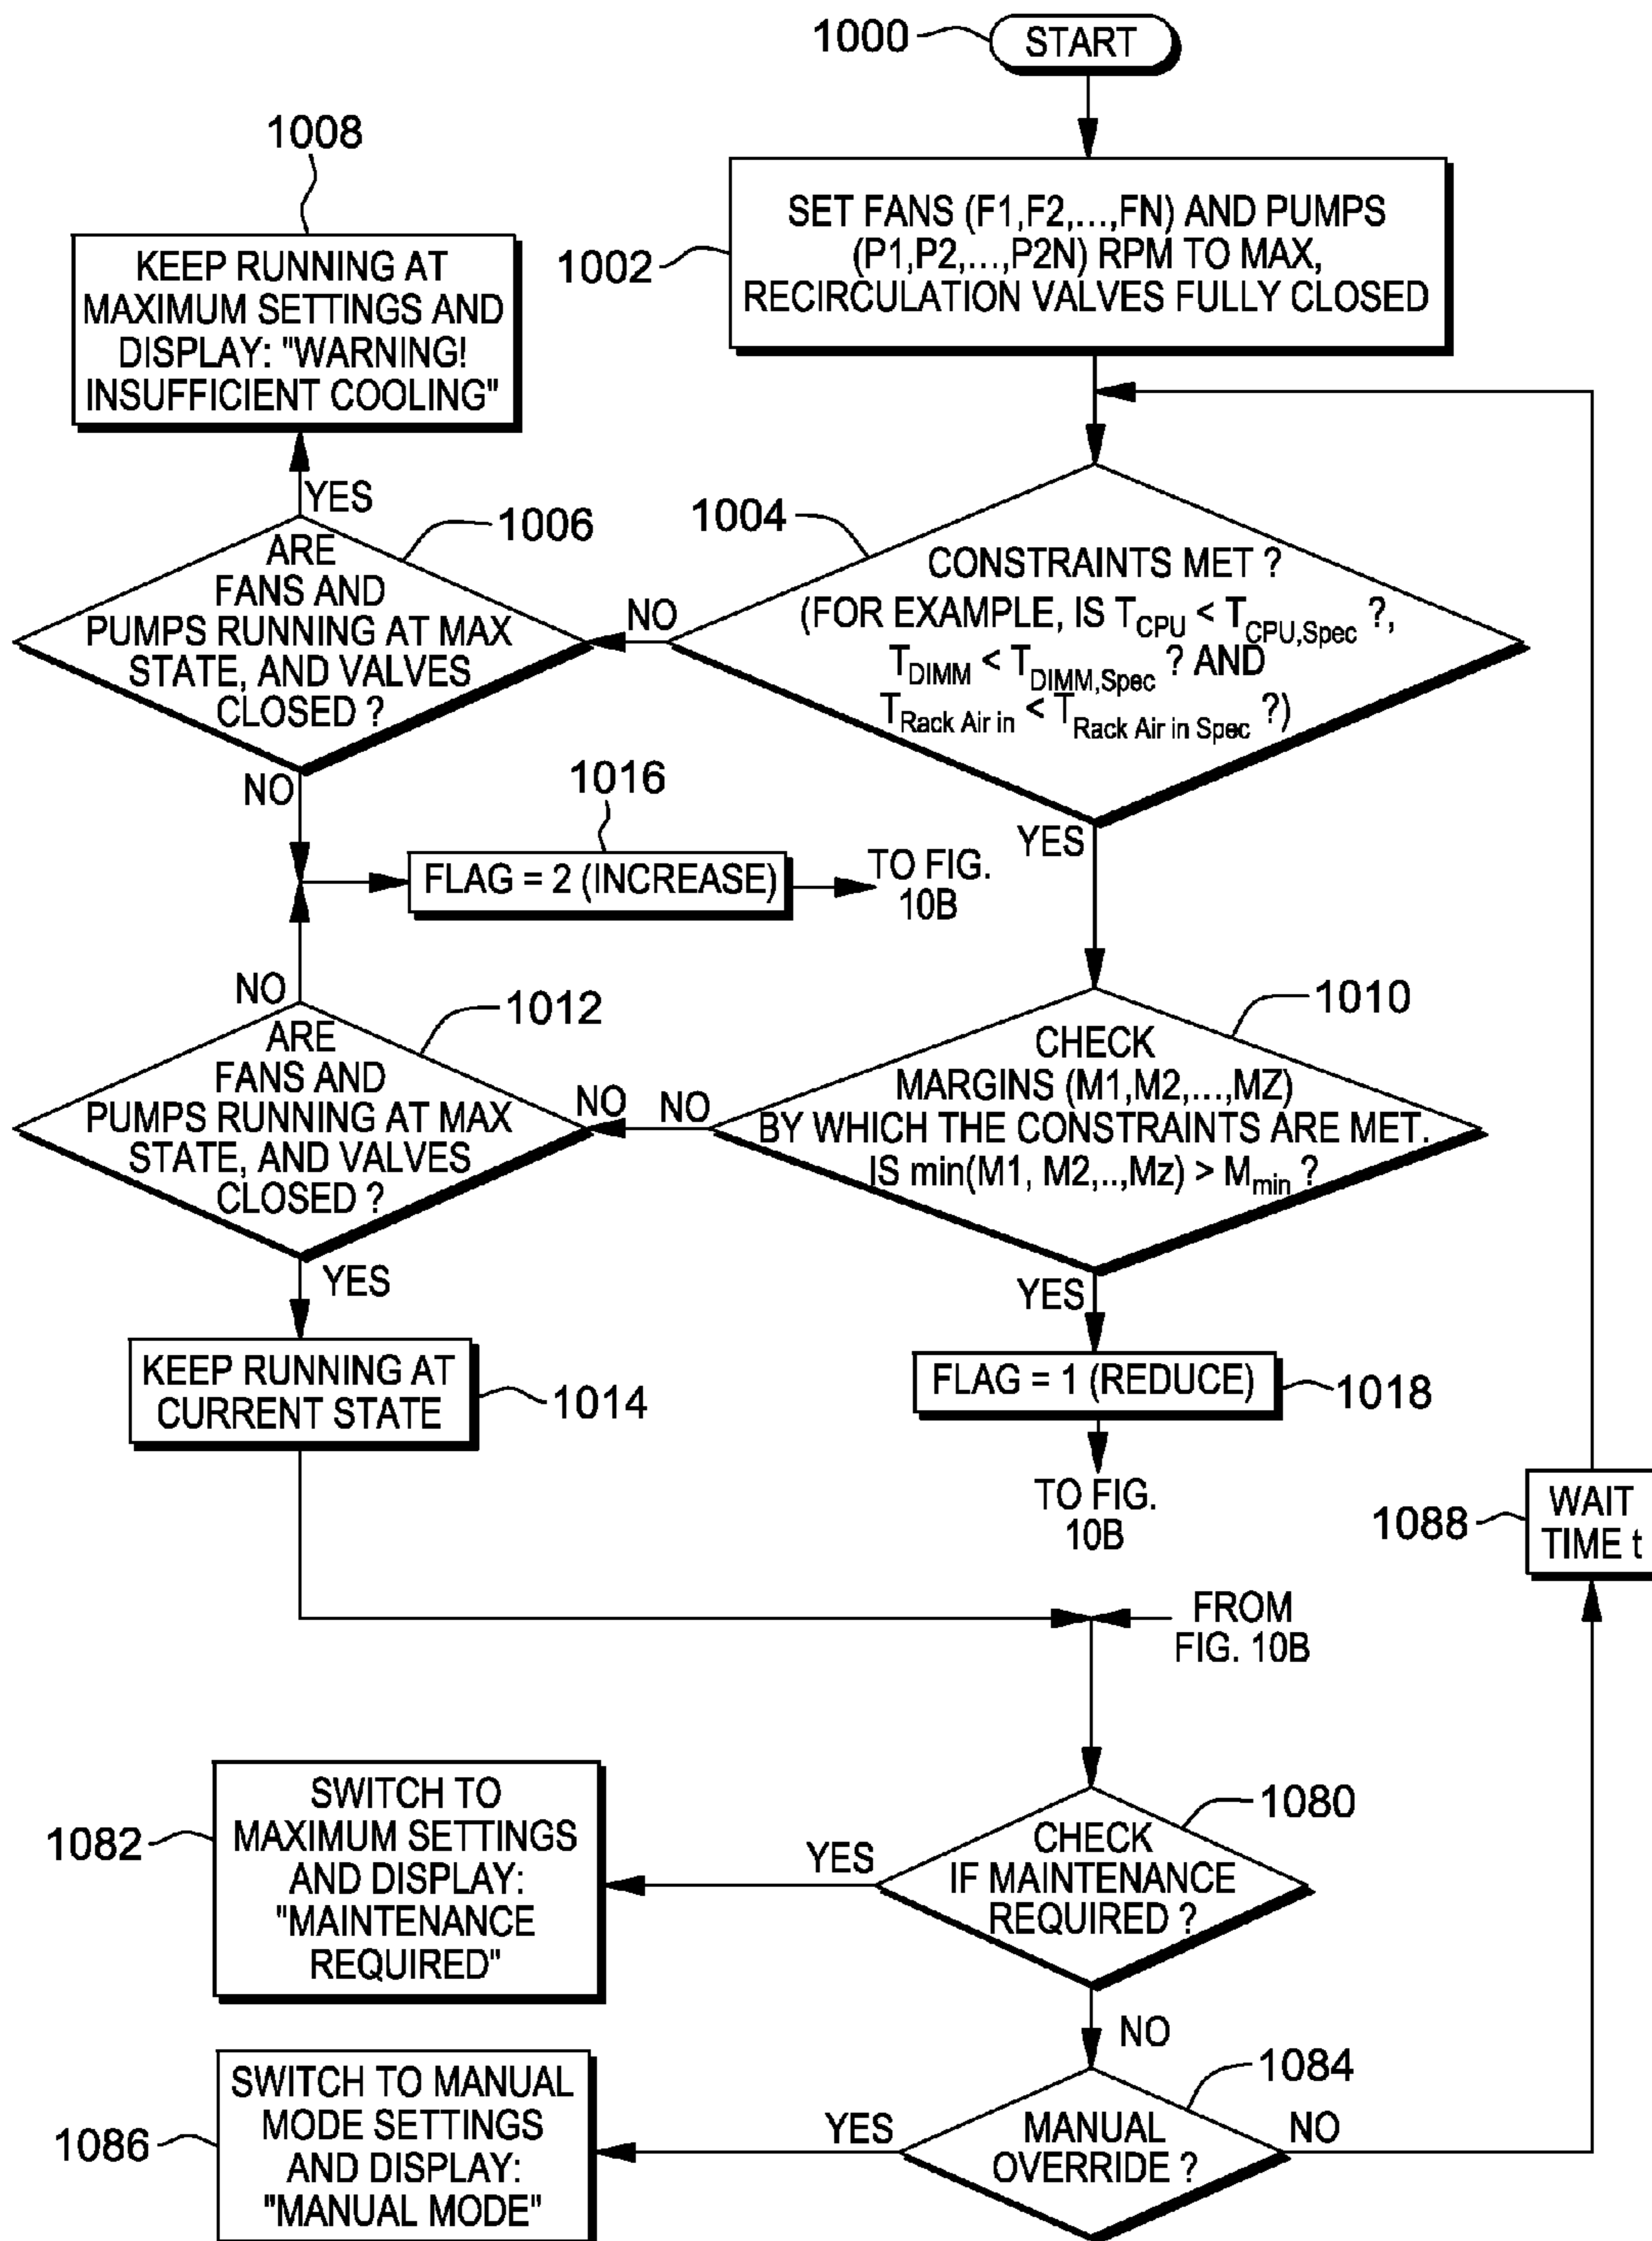 1000
START
1008
KEEP RUNNING AT
MAXIMUM SETTINGS AND
DISPLAY: "WARNING!
INSUFFICIENT COOLING"
1002
SET FANS (F1,F2,...,FN) AND PUMPS
(P1,P2,...,P2N) RPM TO MAX,
RECIRCULATION VALVES FULLY CLOSED
YES
1006
ARE
FANS AND
PUMPS RUNNING AT MAX
STATE, AND VALVES
CLOSED ?
NO
1004
CONSTRAINTS MET ?
(FOR EXAMPLE, IS T_CPU < T_CPU,Spec ?,
T_DIMM < T_DIMM,Spec ? AND
T_Rack Air in < T_Rack Air in Spec ?)
NO
YES
1016
FLAG = 2 (INCREASE)
TO FIG.
10B
NO
1012
ARE
FANS AND
PUMPS RUNNING AT MAX
STATE, AND VALVES
CLOSED ?
NO
NO
1010
CHECK
MARGINS (M1,M2,...,MZ)
BY WHICH THE CONSTRAINTS ARE MET.
IS min(M1, M2,..,Mz) > M_min ?
YES
YES
KEEP RUNNING AT
CURRENT STATE
1014
FLAG = 1 (REDUCE)
1018
TO FIG.
10B
1088
WAIT
TIME t
FROM
FIG. 10B
1082
SWITCH TO
MAXIMUM SETTINGS
AND DISPLAY:
"MAINTENANCE
REQUIRED"
YES
1080
CHECK
IF MAINTENANCE
REQUIRED ?
NO
1086
SWITCH TO MANUAL
MODE SETTINGS
AND DISPLAY:
"MANUAL MODE"
YES
1084
MANUAL
OVERRIDE ?
NO